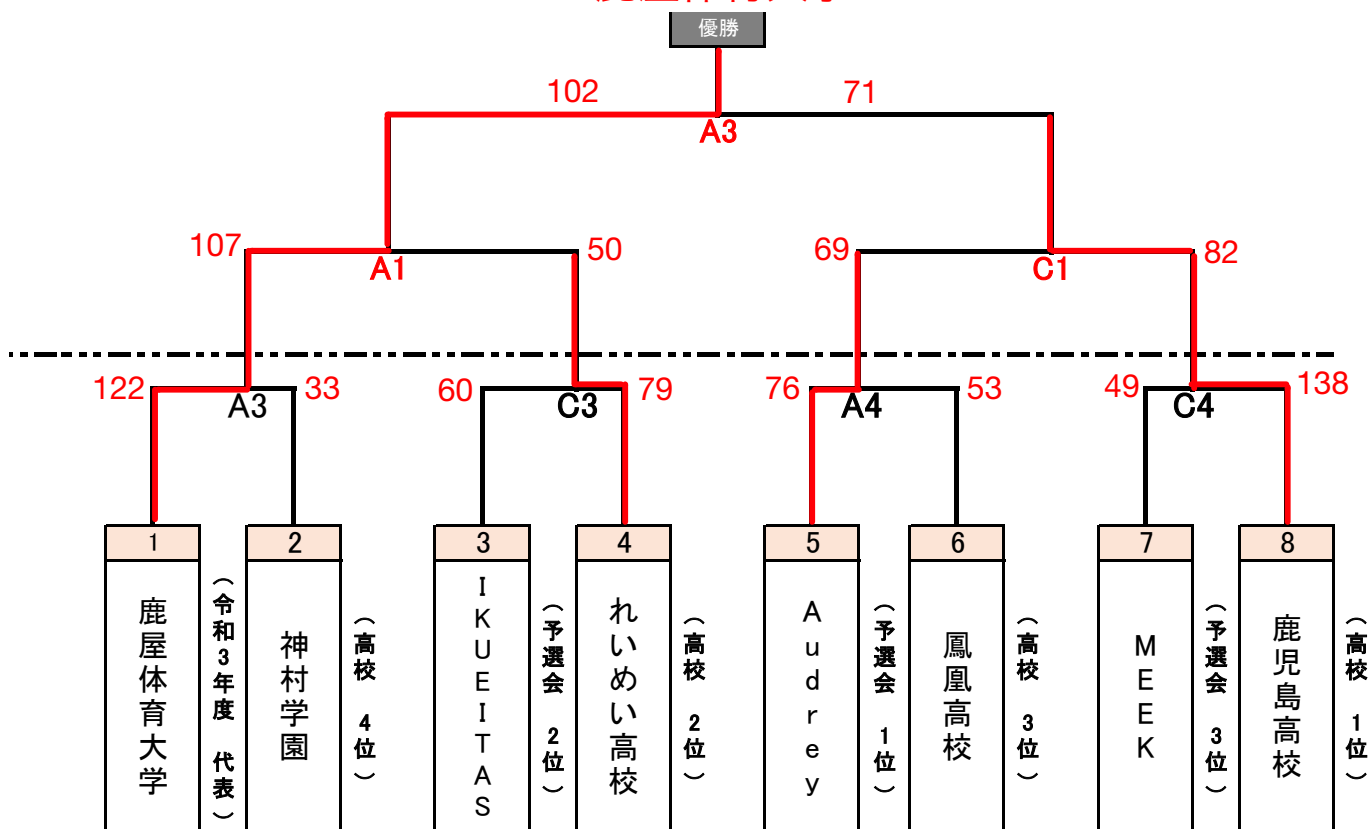 優勝
102
71
A3
107
50
69
82
A1
C1
122
33
60
79
76
53
49
138
A3
C3
A4
C4
1
2
3
4
5
6
7
8
鹿屋体育大学
（令和3年度 代表）
神村学園
（高校 4位）
IKUEITAS
（予選会 2位）
れいめい高校
（高校 2位）
Audrey
（予選会 1位）
鳳凰高校
（高校 3位）
MEEK
（予選会 3位）
鹿児島高校
（高校 1位）